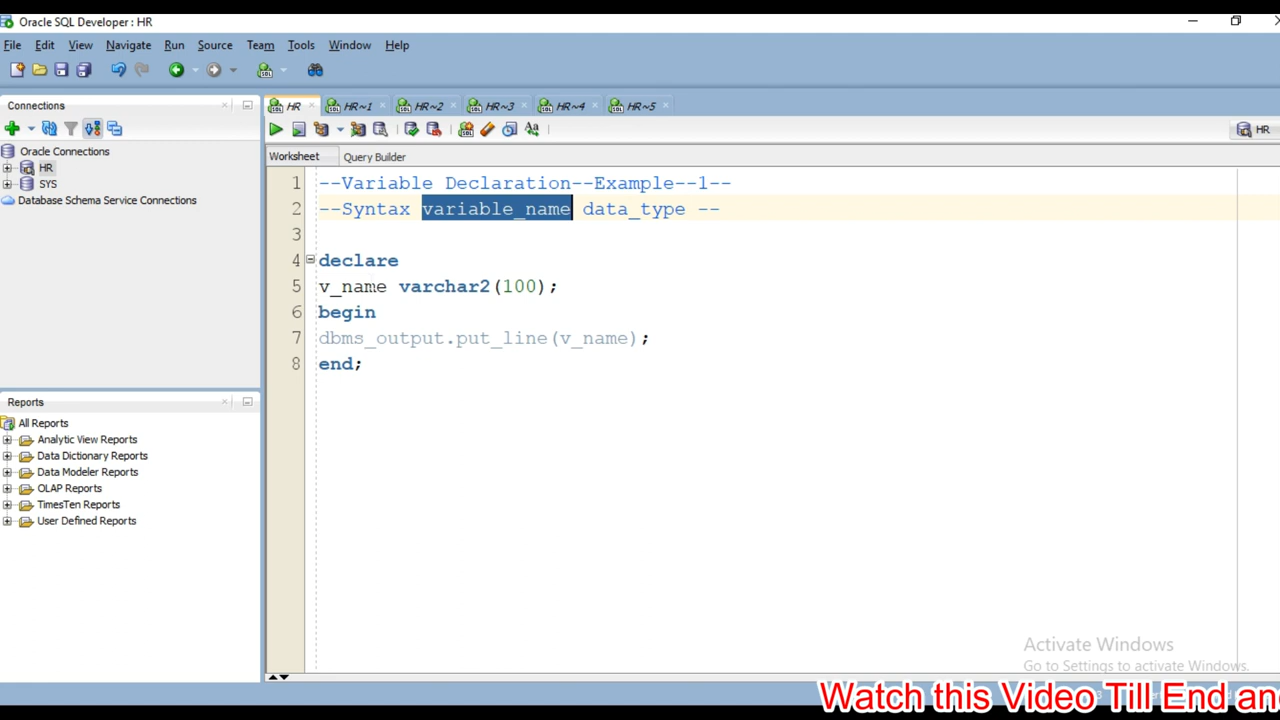 Oracle SQL Developer : HR
File Edit View Navigate Run Source Team Tools Window Help
Connections
Oracle Connections
HR
SYS
Database Schema Service Connections
Reports
All Reports
Analytic View Reports
Data Dictionary Reports
Data Modeler Reports
OLAP Reports
TimesTen Reports
User Defined Reports
HR HR~1 HR~2 HR~3 HR~4 HR~5
HR
Worksheet Query Builder
1 --Variable Declaration--Example--1--
2 --Syntax variable_name data_type --
3
4 declare
5 v_name varchar2(100);
6 begin
7 dbms_output.put_line(v_name);
8 end;
Activate Windows
Go to Settings to activate Windows.
Watch this Video Till End an